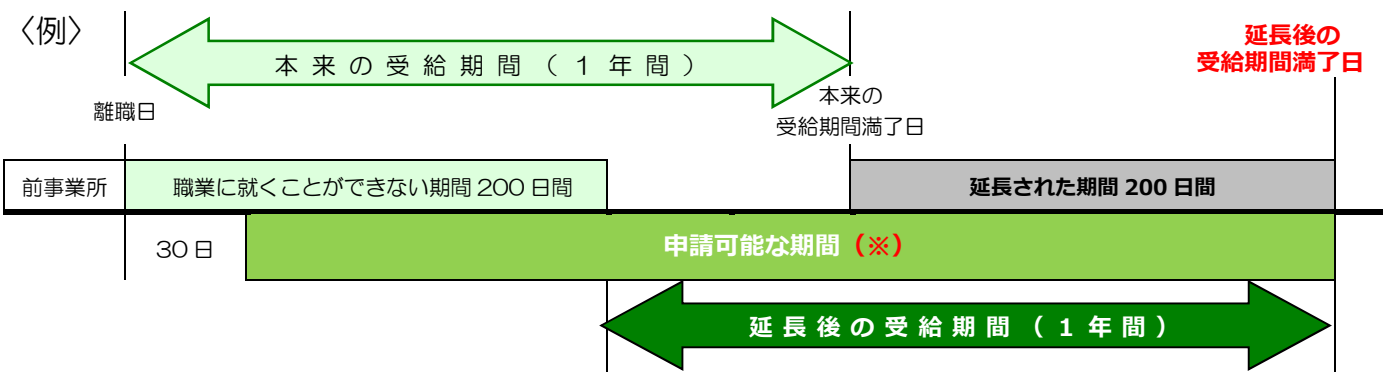 〈例〉
本来の受給期間（１年間）
延長後の
受給期間満了日
離職日
本来の
受給期間満了日
前事業所
職業に就くことができない期間 200 日間
延長された期間 200 日間
30 日
申請可能な期間（※）
延長後の受給期間（１年間）